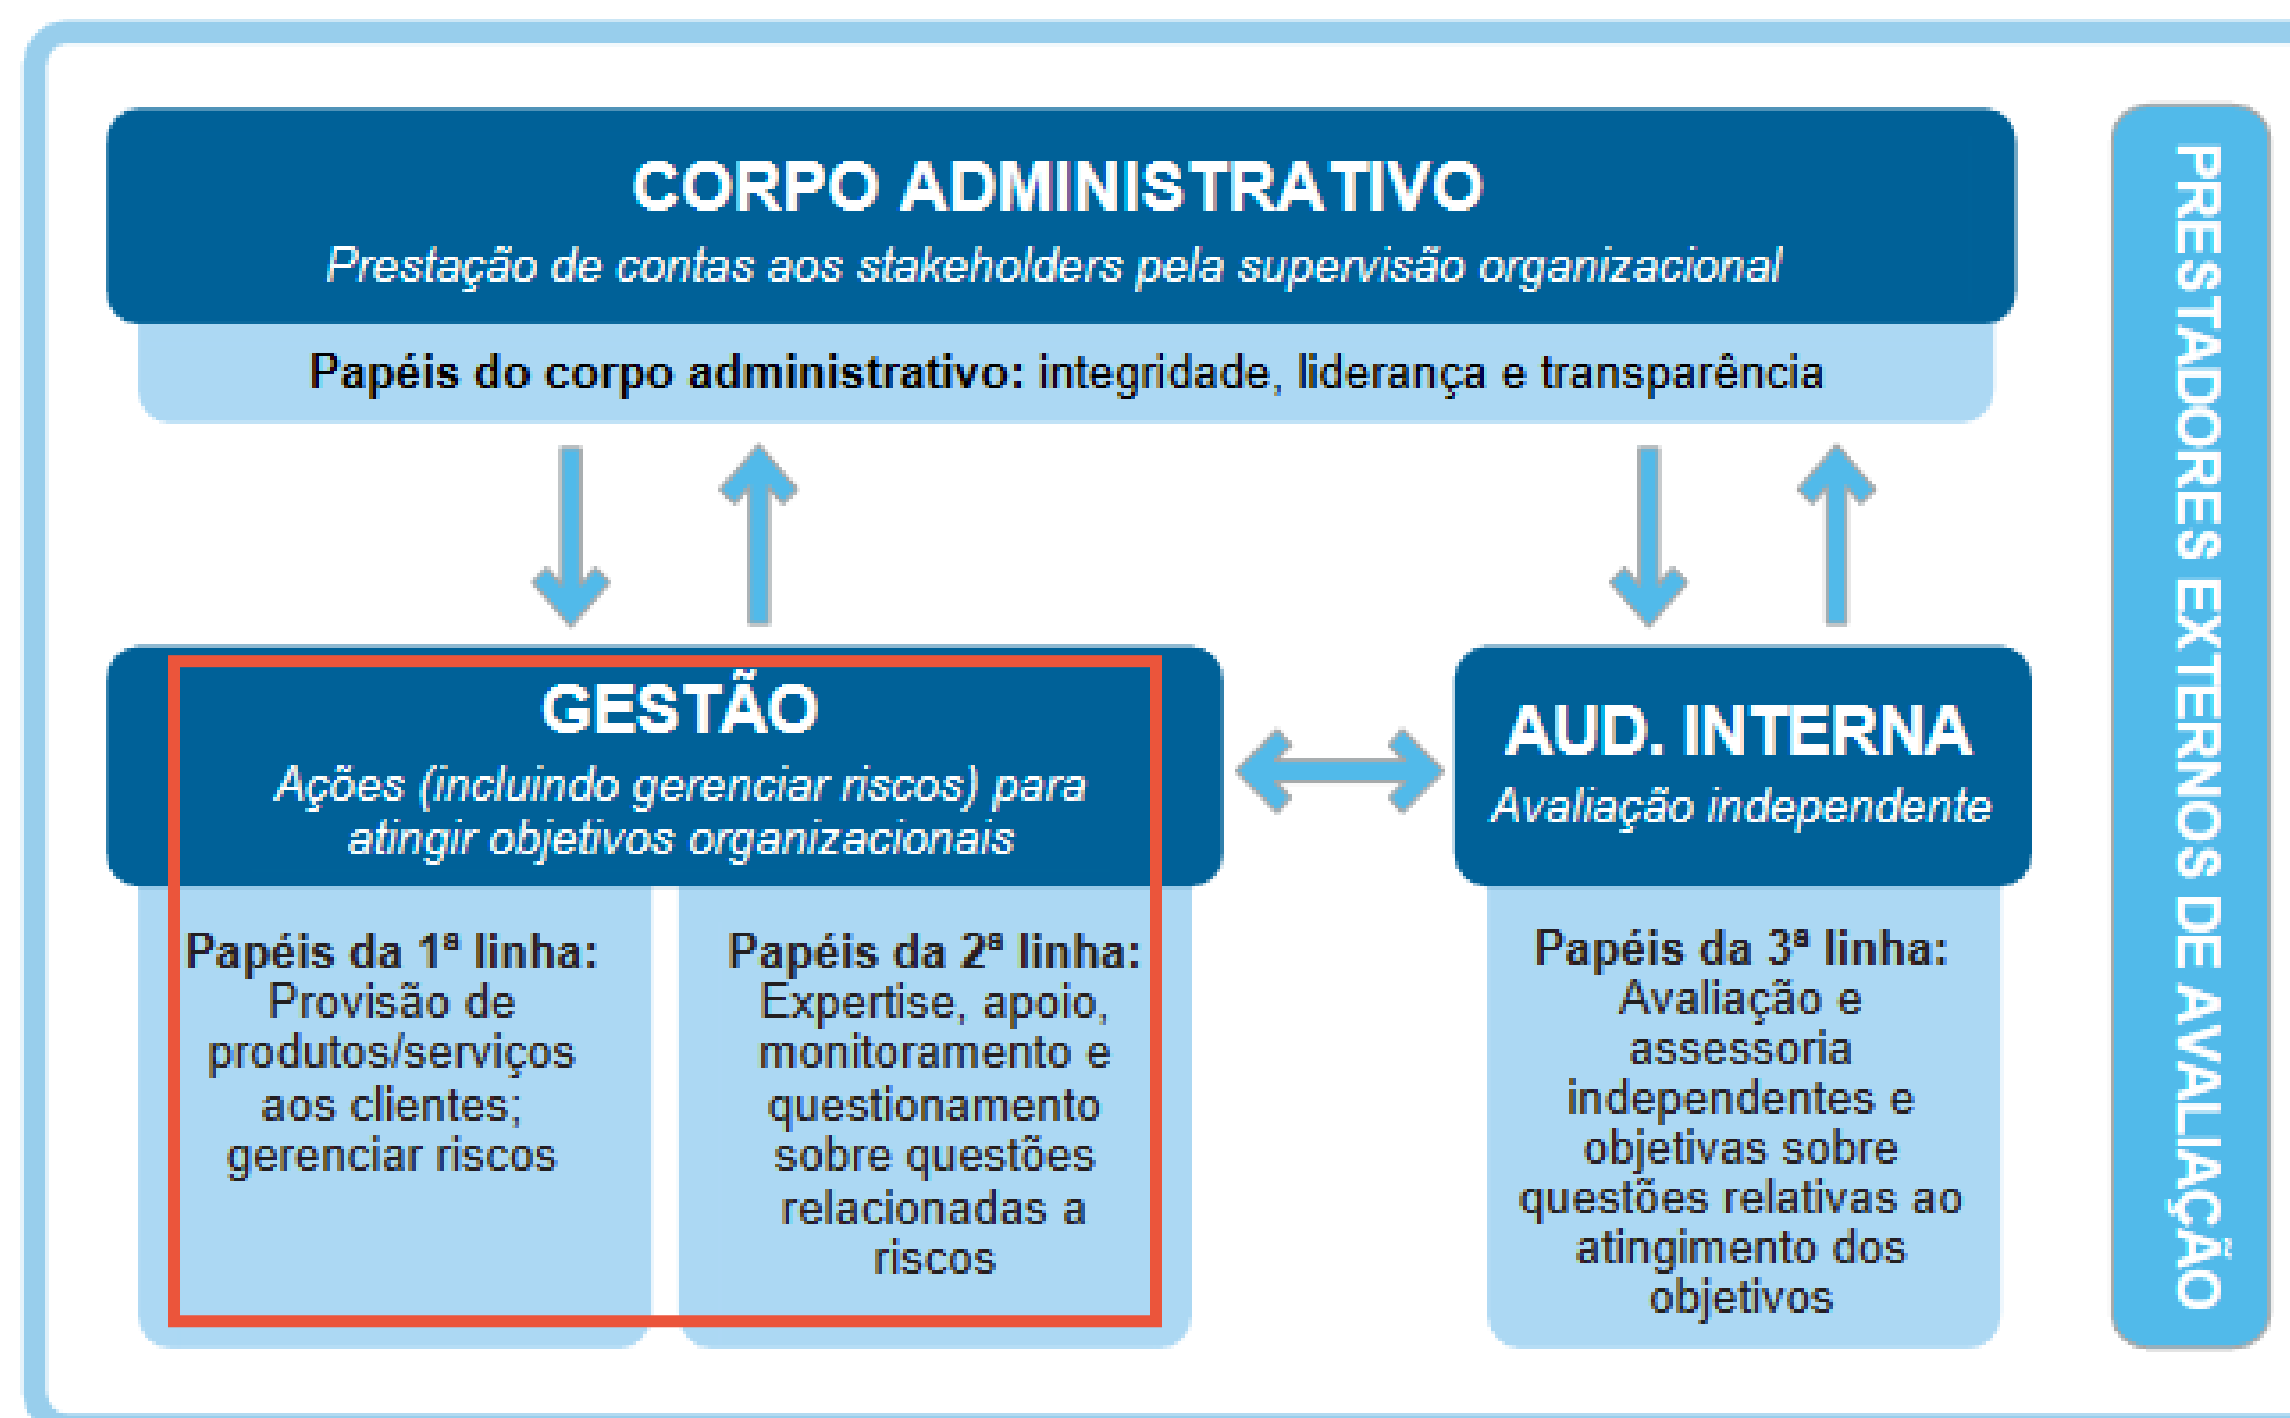 CORPO ADMINISTRATIVO
Prestação de contas aos stakeholders pela supervisão organizacional
Papéis do corpo administrativo: integridade, liderança e transparência
GESTÃO
Ações (incluindo gerenciar riscos) para
atingir objetivos organizacionais
Papéis da 1ª linha:
Provisão de
produtos/serviços
aos clientes;
gerenciar riscos
Papéis da 2ª linha:
Expertise, apoio,
monitoramento e
questionamento
sobre questões
relacionadas a
riscos
AUD. INTERNA
Avaliação independente
Papéis da 3ª linha:
Avaliação e
assessoria
independentes e
objetivas sobre
questões relativas ao
atingimento dos
objetivos
PRESTADORES EXTERNOS DE AVALIAÇÃO